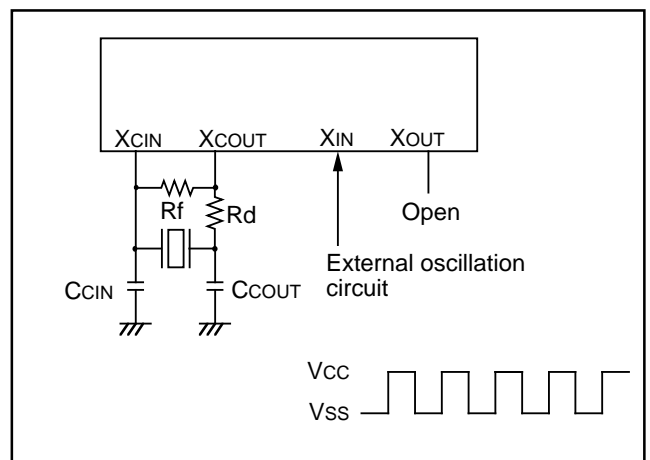 XCIN XCOUT XIN XOUT
Rf Rd
Open
External oscillation
circuit
CCIN CCOUT
VCC
VSS